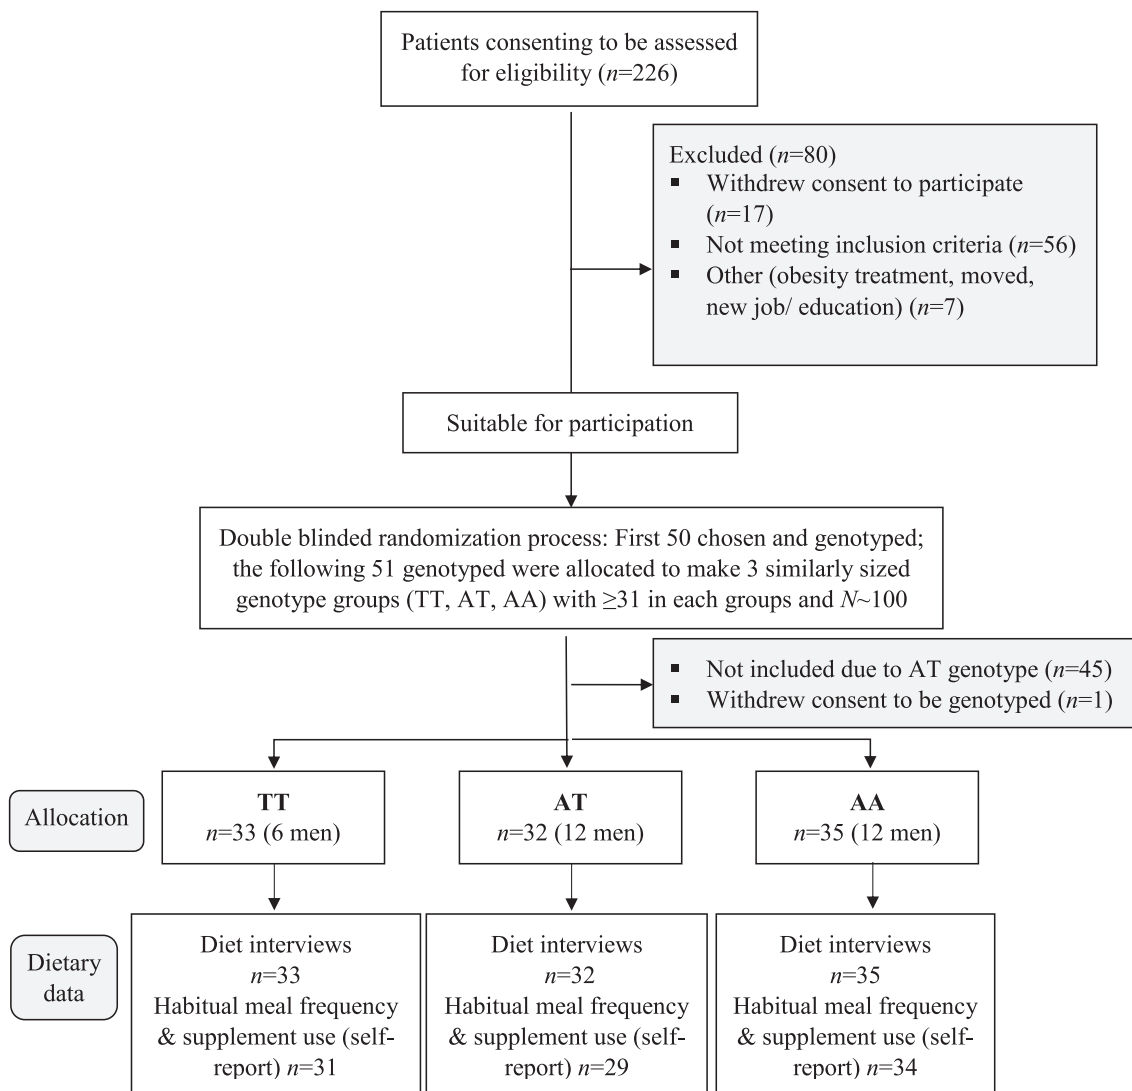 Patients consenting to be assessed
for eligibility (n=226)
Excluded (n=80)
▪ Withdrew consent to participate
(n=17)
▪ Not meeting inclusion criteria (n=56)
▪ Other (obesity treatment, moved,
new job/ education) (n=7)
Suitable for participation
Double blinded randomization process: First 50 chosen and genotyped;
the following 51 genotyped were allocated to make 3 similarly sized
genotype groups (TT, AT, AA) with ≥31 in each groups and N~100
▪ Not included due to AT genotype (n=45)
▪ Withdrew consent to be genotyped (n=1)
Allocation
TT
n=33 (6 men)
AT
n=32 (12 men)
AA
n=35 (12 men)
Dietary
data
Diet interviews
n=33
Habitual meal frequency
& supplement use (self-
report) n=31
Diet interviews
n=32
Habitual meal frequency
& supplement use (self-
report) n=29
Diet interviews
n=35
Habitual meal frequency
& supplement use (self-
report) n=34